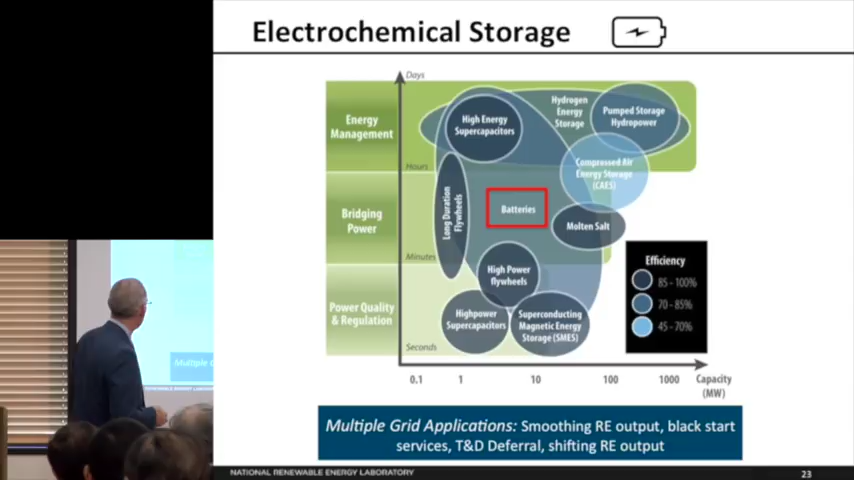 Electrochemical Storage
Days
Energy
Management
High Energy
Supercapacitors
Hydrogen
Energy
Storage
Pumped Storage
Hydropower
Hours
Compressed Air
Energy Storage
(CAES)
Bridging
Power
Long Duration
Flywheels
Batteries
Molten Salt
Minutes
High Power
flywheels
Power Quality
& Regulation
Highpower
Supercapacitors
Superconducting
Magnetic Energy
Storage (SMES)
Seconds
Efficiency
85 - 100%
70 - 85%
45 - 70%
0.1 1 10 100 1000 Capacity
(MW)
Multiple Grid Applications: Smoothing RE output, black start
services, T&D Deferral, shifting RE output
NATIONAL RENEWABLE ENERGY LABORATORY
23
Multiple G